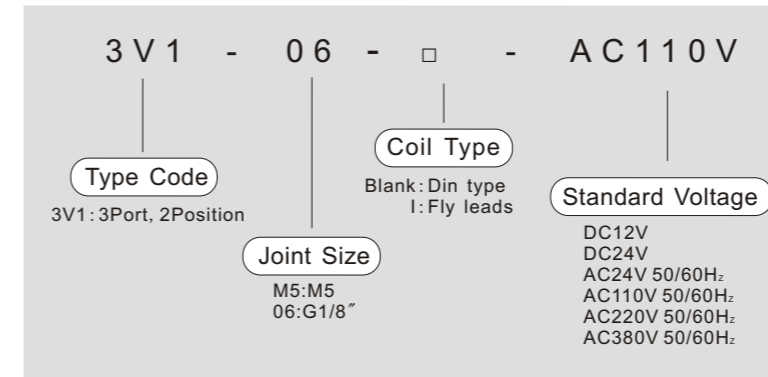 3V1 - 06 - □ - AC110V
Coil Type
Blank: Din type
I: Fly leads
Type Code
3V1: 3Port, 2Position
Standard Voltage
DC12V
DC24V
AC24V 50/60Hz
AC110V 50/60Hz
AC220V 50/60Hz
AC380V 50/60Hz
Joint Size
M5:M5
06:G1/8″